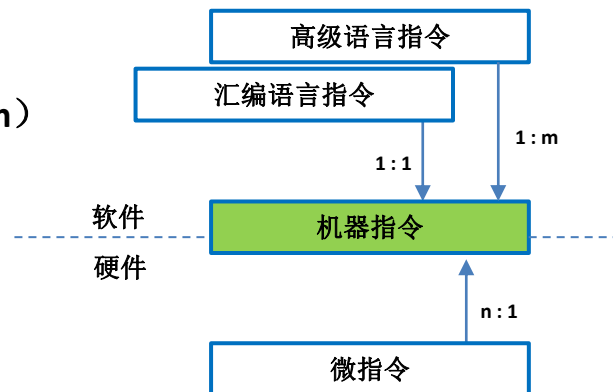 高级语言指令
汇编语言指令
n）
1 : m
1 : 1
软件
机器指令
硬件
n : 1
微指令